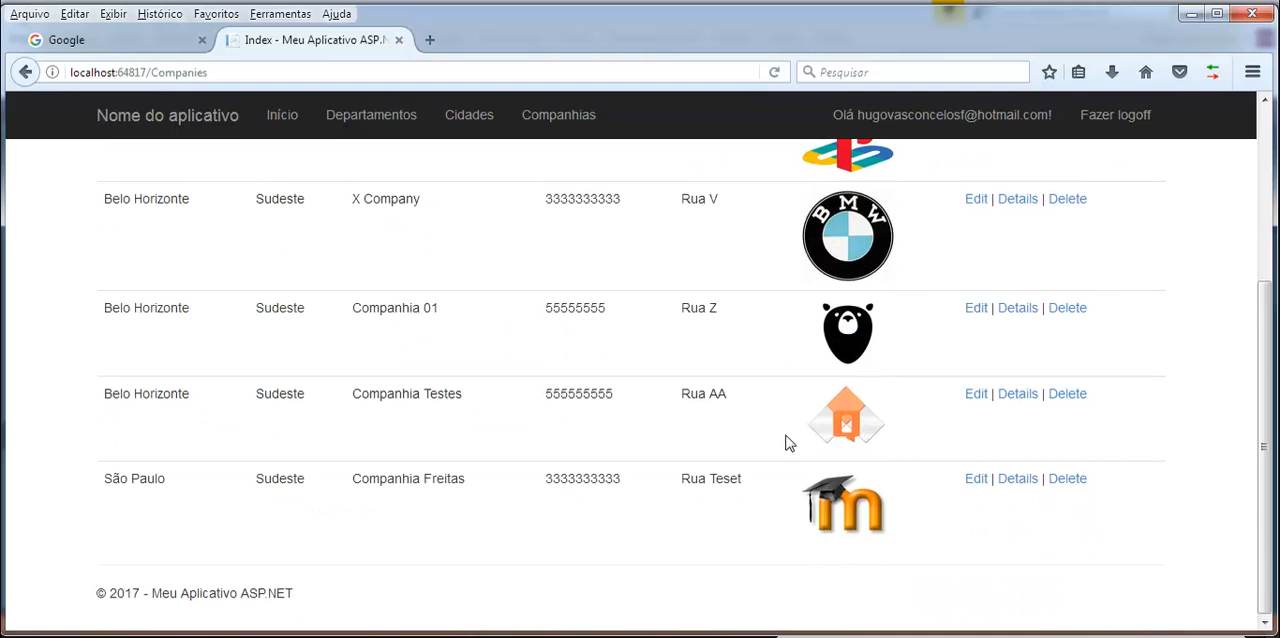 Arquivo Editar Exibir Histórico Favoritos Ferramentas Ajuda
Google Index - Meu Aplicativo ASP.N
localhost:64817/Companies Pesquisar
Nome do aplicativo Início Departamentos Cidades Companhias Olá hugovasconcelosf@hotmail.com! Fazer logoff
Belo Horizonte Sudeste X Company 3333333333 Rua V BMW Edit | Details | Delete
Belo Horizonte Sudeste Companhia 01 55555555 Rua Z Edit | Details | Delete
Belo Horizonte Sudeste Companhia Testes 555555555 Rua AA Edit | Details | Delete
São Paulo Sudeste Companhia Freitas 3333333333 Rua Teset m Edit | Details | Delete
© 2017 - Meu Aplicativo ASP.NET